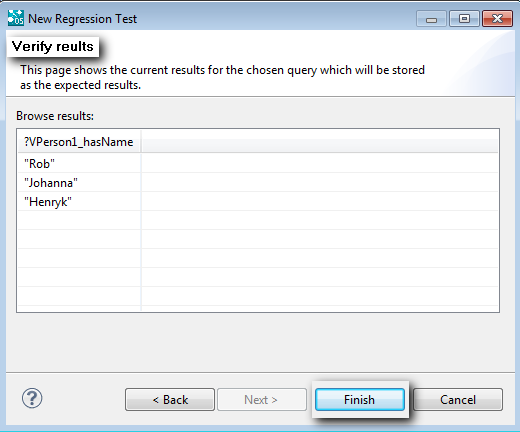 New Regression Test
Verify reults
This page shows the current results for the chosen query which will be stored
as the expected results.
Browse results:
?VPerson1_hasName
"Rob"
"Johanna"
"Henryk"
< Back Next > Finish Cancel